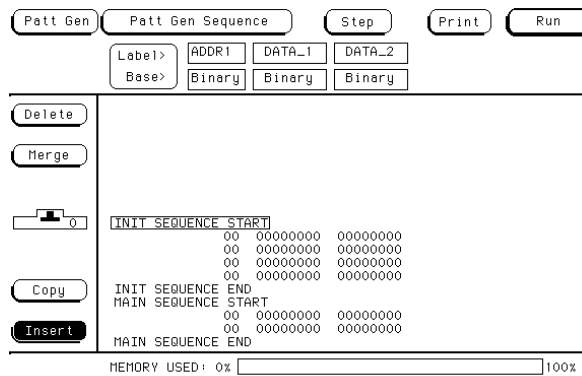 Patt Gen Patt Gen Sequence Step Print Run
Label> ADDR1 DATA_1 DATA_2
Base> Binary Binary Binary
Delete
Merge
0
INIT SEQUENCE START
00 00000000 00000000
00 00000000 00000000
00 00000000 00000000
00 00000000 00000000
Copy INIT SEQUENCE END
MAIN SEQUENCE START
00 00000000 00000000
Insert 00 00000000 00000000
MAIN SEQUENCE END
MEMORY USED: 0% 100%